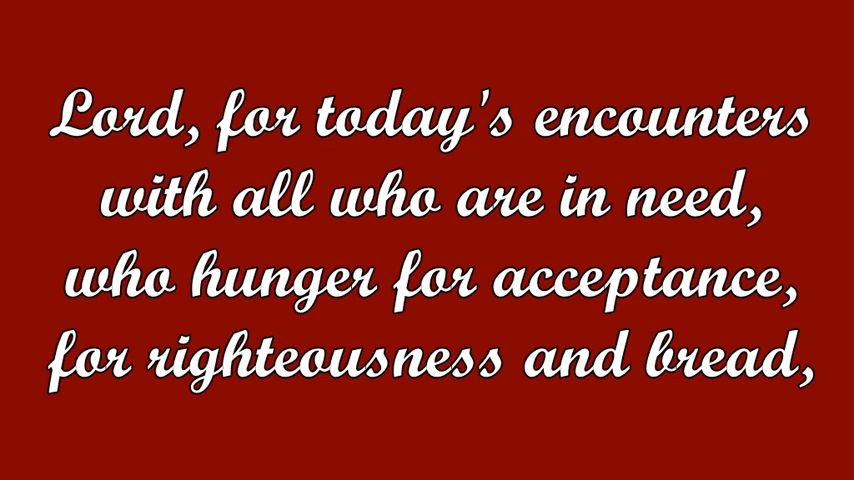 Lord, for today's encounters
with all who are in need,
who hunger for acceptance,
for righteousness and bread,